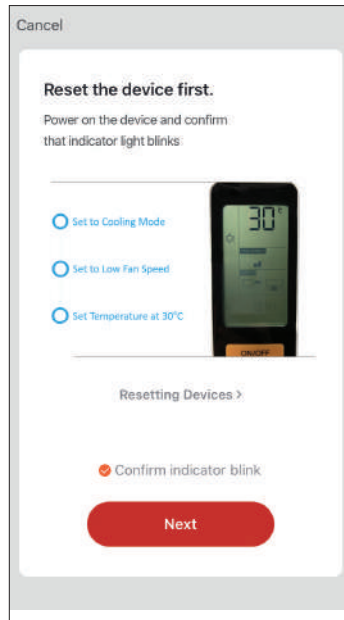 Cancel
Reset the device first.
Power on the device and confirm
that indicator light blinks
Set to Cooling Mode
Set to Low Fan Speed
Set Temperature at 30°C
30°c
ON/OFF
Resetting Devices >
Confirm indicator blink
Next